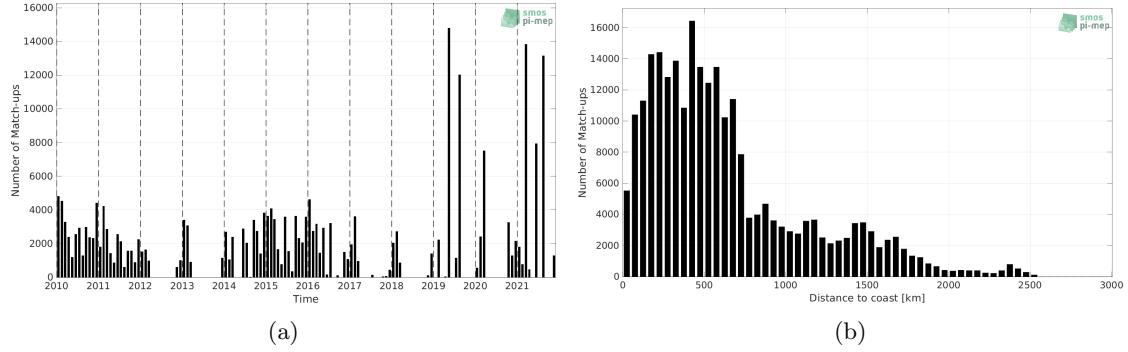 smos
pi-mep
16000
14000
12000
10000
8000
6000
4000
2000
0
Number of Match-ups
2010 2011 2012 2013 2014 2015 2016 2017 2018 2019 2020 2021
Time
(a)
smos
pi-mep
16000
14000
12000
10000
8000
6000
4000
2000
0
Number of Match-ups
0 500 1000 1500 2000 2500 3000
Distance to coast [km]
(b)